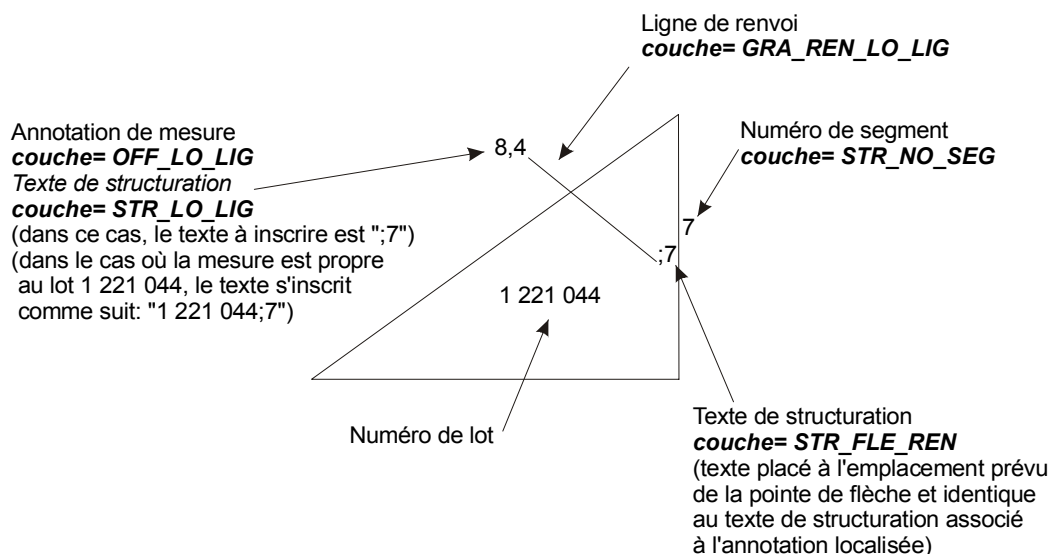 Ligne de renvoi
couche= GRA_REN_LO_LIG
Annotation de mesure
couche= OFF_LO_LIG
Texte de structuration
couche= STR_LO_LIG
(dans ce cas, le texte à inscrire est ";7")
(dans le cas où la mesure est propre
au lot 1 221 044, le texte s'inscrit
comme suit: "1 221 044;7")
8,4
Numéro de segment
couche= STR_NO_SEG
7
;7
1 221 044
Numéro de lot
Texte de structuration
couche= STR_FLE_REN
(texte placé à l'emplacement prévu
de la pointe de flèche et identique
au texte de structuration associé
à l'annotation localisée)